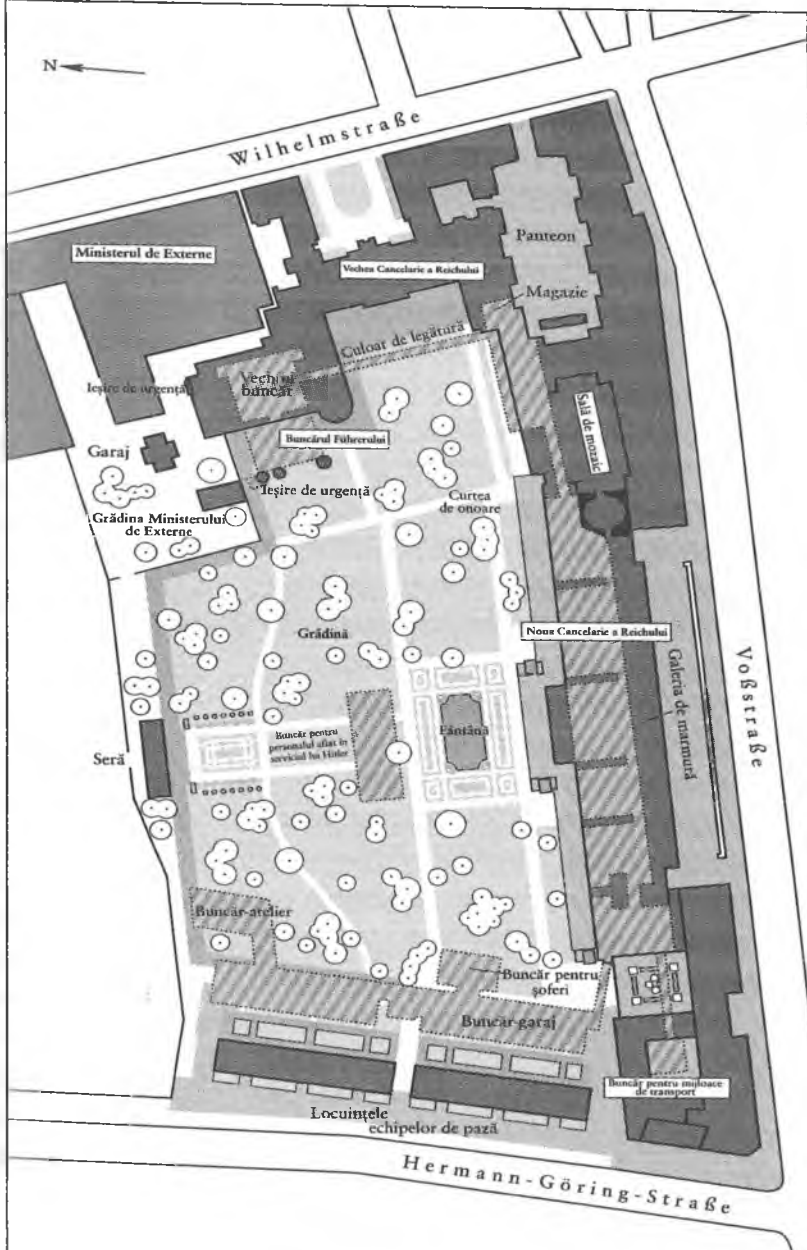 N
Wilhelmstraße
Ministerul de Externe
Panteon
Vechea Cancelarie a Reichului
Magazie
Culoar de legătură
Ieșire de urgență
Vechiul
buncăr
Sală de mozaic
Buncărul Führerului
Garaj
Ieșire de urgență
Curtea
de onoare
Grădina Ministerului
de Externe
Grădină
Noua Cancelarie a Reichului
Voßstraße
Galeria de marmură
Fântână
Buncăr pentru
personalul aflat în
serviciul lui Hitler
Seră
Buncăr-atelier
Buncăr pentru
șoferi
Buncăr-garaj
Buncăr pentru mijloace
de transport
Locuințele
echipelor de pază
Hermann-Göring-Straße